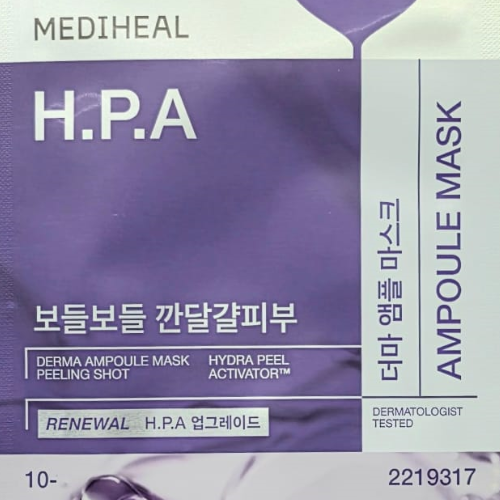 MEDIHEAL
H.P.A
보들보들 깐달걀피부
DERMA AMPOULE MASK
PEELING SHOT
HYDRA PEEL
ACTIVATOR™
RENEWAL H.P.A 업그레이드
더마 앰플 마스크
AMPOULE MASK
DERMATOLOGIST
TESTED
10-
2219317